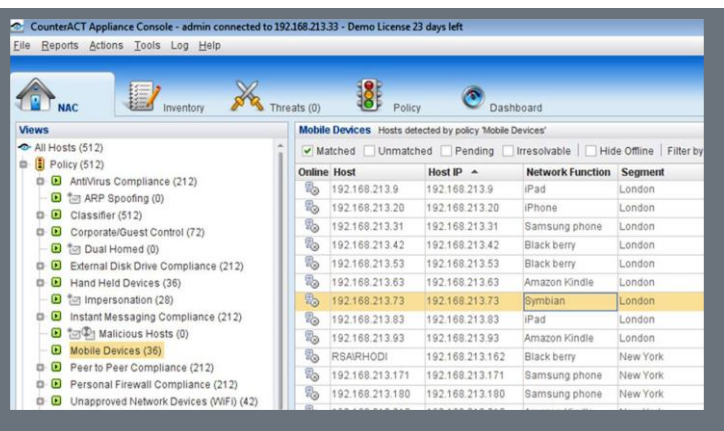 CounterACT Appliance Console - admin connected to 192.168.213.33 - Demo License 23 days left
File Reports Actions Tools Log Help
NAC Inventory Threats (0) Policy Dashboard
Views
All Hosts (512)
Policy (512)
AntiVirus Compliance (212)
ARP Spoofing (0)
Classifier (512)
Corporate/Guest Control (72)
Dual Homed (0)
External Disk Drive Compliance (212)
Hand Held Devices (36)
Impersonation (28)
Instant Messaging Compliance (212)
Malicious Hosts (0)
Mobile Devices (36)
Peer to Peer Compliance (212)
Personal Firewall Compliance (212)
Unapproved Network Devices (WiFi) (42)
Mobile Devices Hosts detected by policy 'Mobile Devices'
Matched Unmatched Pending Irresolvable Hide Offline Filter by
Online Host Host IP Network Function Segment
192.168.213.9 192.168.213.9 iPad London
192.168.213.20 192.168.213.20 iPhone London
192.168.213.31 192.168.213.31 Samsung phone London
192.168.213.42 192.168.213.42 Black berry London
192.168.213.53 192.168.213.53 Black berry London
192.168.213.63 192.168.213.63 Amazon Kindle London
192.168.213.73 192.168.213.73 Symbian London
192.168.213.83 192.168.213.83 iPad London
192.168.213.93 192.168.213.93 Amazon Kindle London
RSA\RHODI 192.168.213.162 Black berry New York
192.168.213.171 192.168.213.171 Samsung phone New York
192.168.213.180 192.168.213.180 Samsung phone New York